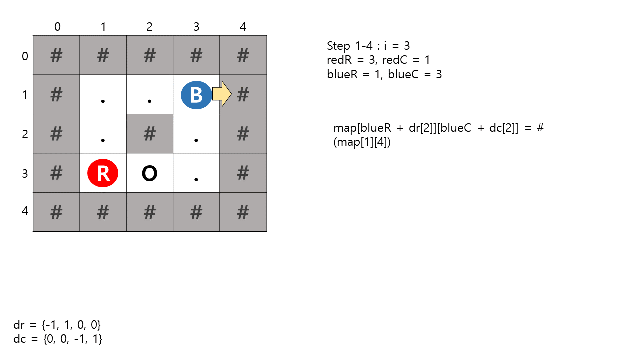 0 1 2 3 4
0 # # # # #
1 # . . B #
2 # . # . #
3 # R O . #
4 # # # # #
Step 1-4 : i = 3
redR = 3, redC = 1
blueR = 1, blueC = 3
map[blueR + dr[2]][blueC + dc[2]] = #
(map[1][4])
dr = {-1, 1, 0, 0}
dc = {0, 0, -1, 1}